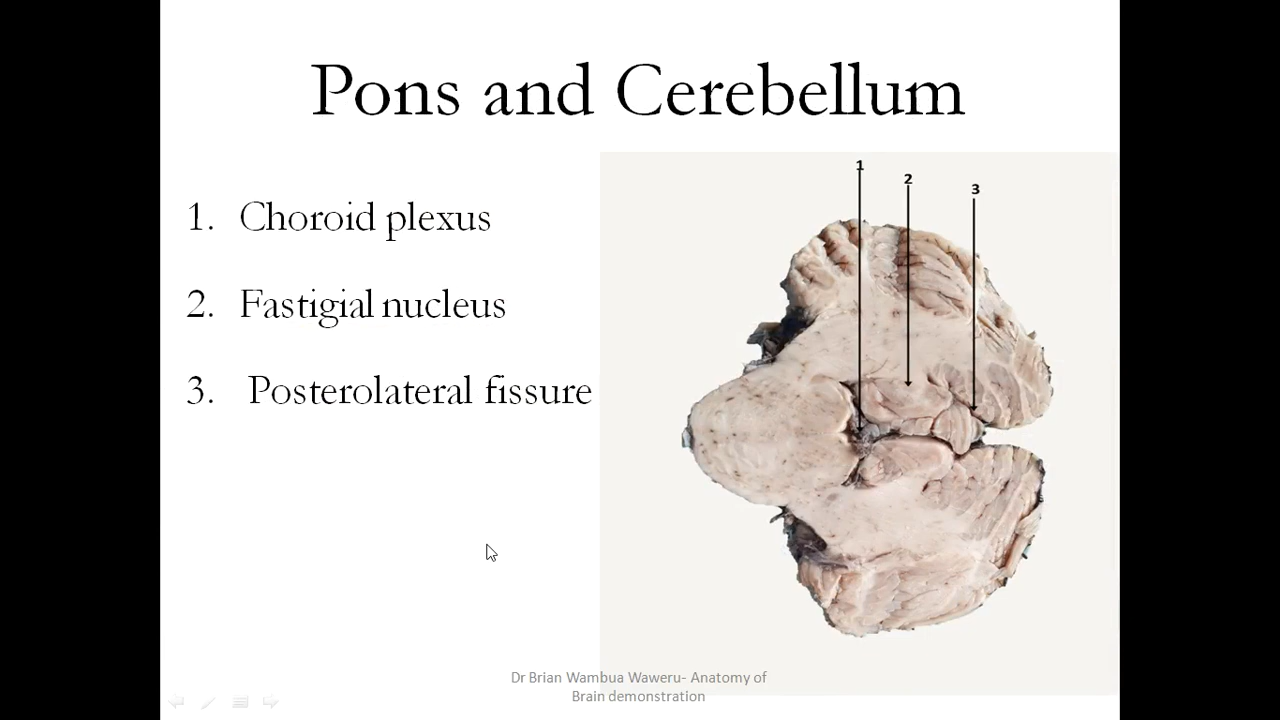 Pons and Cerebellum
1. Choroid plexus
2. Fastigial nucleus
3. Posterolateral fissure
1
2
3
Dr Brian Wambua Waweru- Anatomy of
Brain demonstration